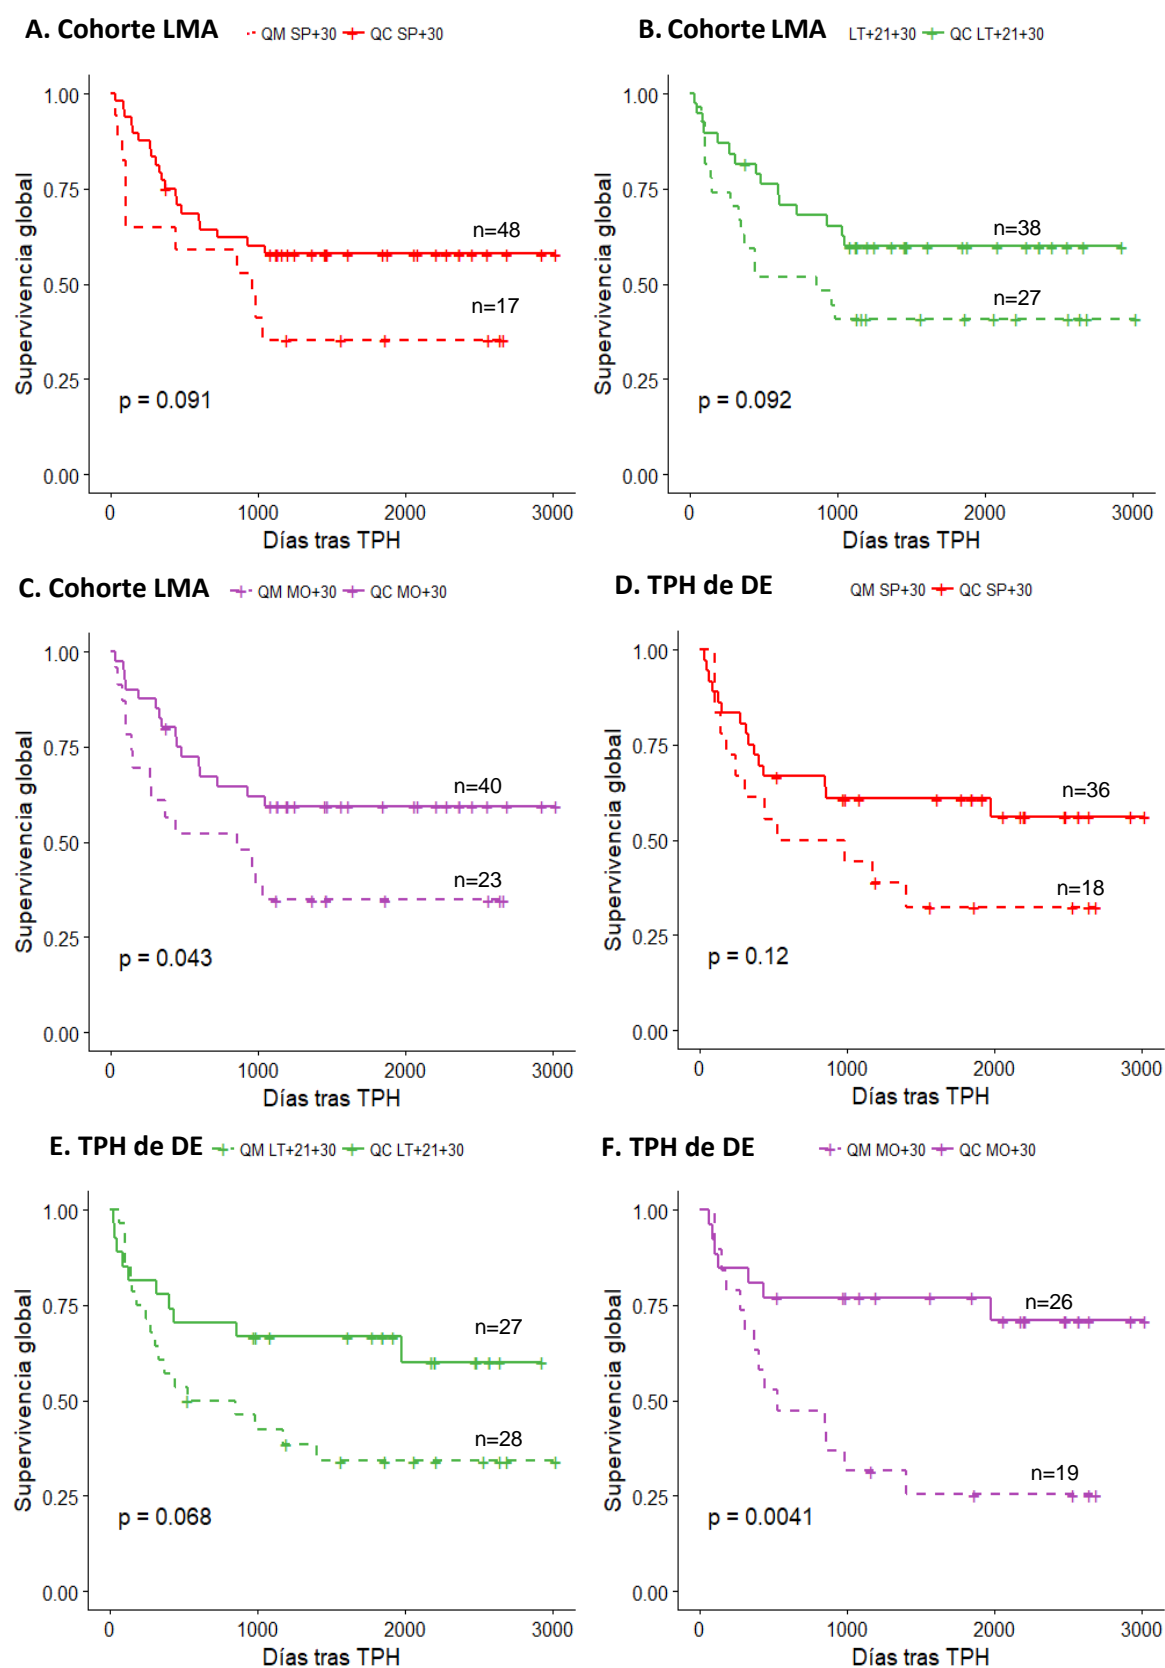 A. Cohorte LMA QM SP+30 QC SP+30
B. Cohorte LMA LT+21+30 QC LT+21+30
Supervivencia global
1.00
0.75
0.50
0.25
0.00
n=48
n=17
p = 0.091
0 1000 2000 3000
Días tras TPH
Supervivencia global
1.00
0.75
0.50
0.25
0.00
n=38
n=27
p = 0.092
0 1000 2000 3000
Días tras TPH
C. Cohorte LMA QM MO+30 QC MO+30
D. TPH de DE QM SP+30 QC SP+30
Supervivencia global
1.00
0.75
0.50
0.25
0.00
n=40
n=23
p = 0.043
0 1000 2000 3000
Días tras TPH
Supervivencia global
1.00
0.75
0.50
0.25
0.00
n=36
n=18
p = 0.12
0 1000 2000 3000
Días tras TPH
E. TPH de DE QM LT+21+30 QC LT+21+30
F. TPH de DE QM MO+30 QC MO+30
Supervivencia global
1.00
0.75
0.50
0.25
0.00
n=27
n=28
p = 0.068
0 1000 2000 3000
Días tras TPH
Supervivencia global
1.00
0.75
0.50
0.25
0.00
n=26
n=19
p = 0.0041
0 1000 2000 3000
Días tras TPH